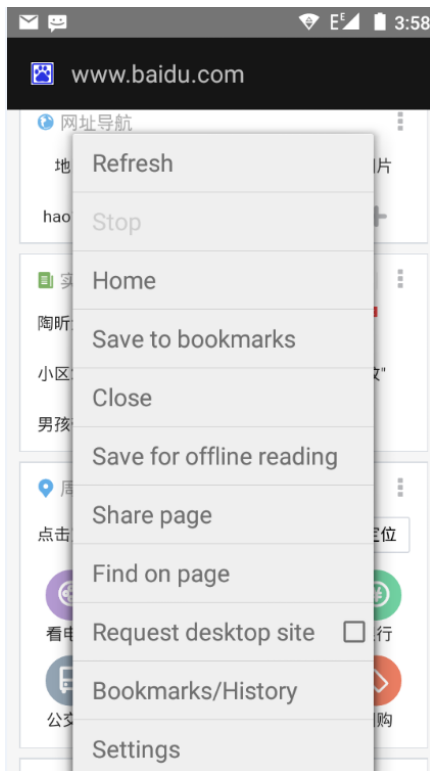 E E 3:58
www.baidu.com
网址导航
地 片
Refresh
hao
Stop
实
Home
陶昕
Save to bookmarks
小区 "
Close
男孩
Save for offline reading
周
Share page
点击 定位
Find on page
看电 行
Request desktop site
Bookmarks/History
公交 购
Settings